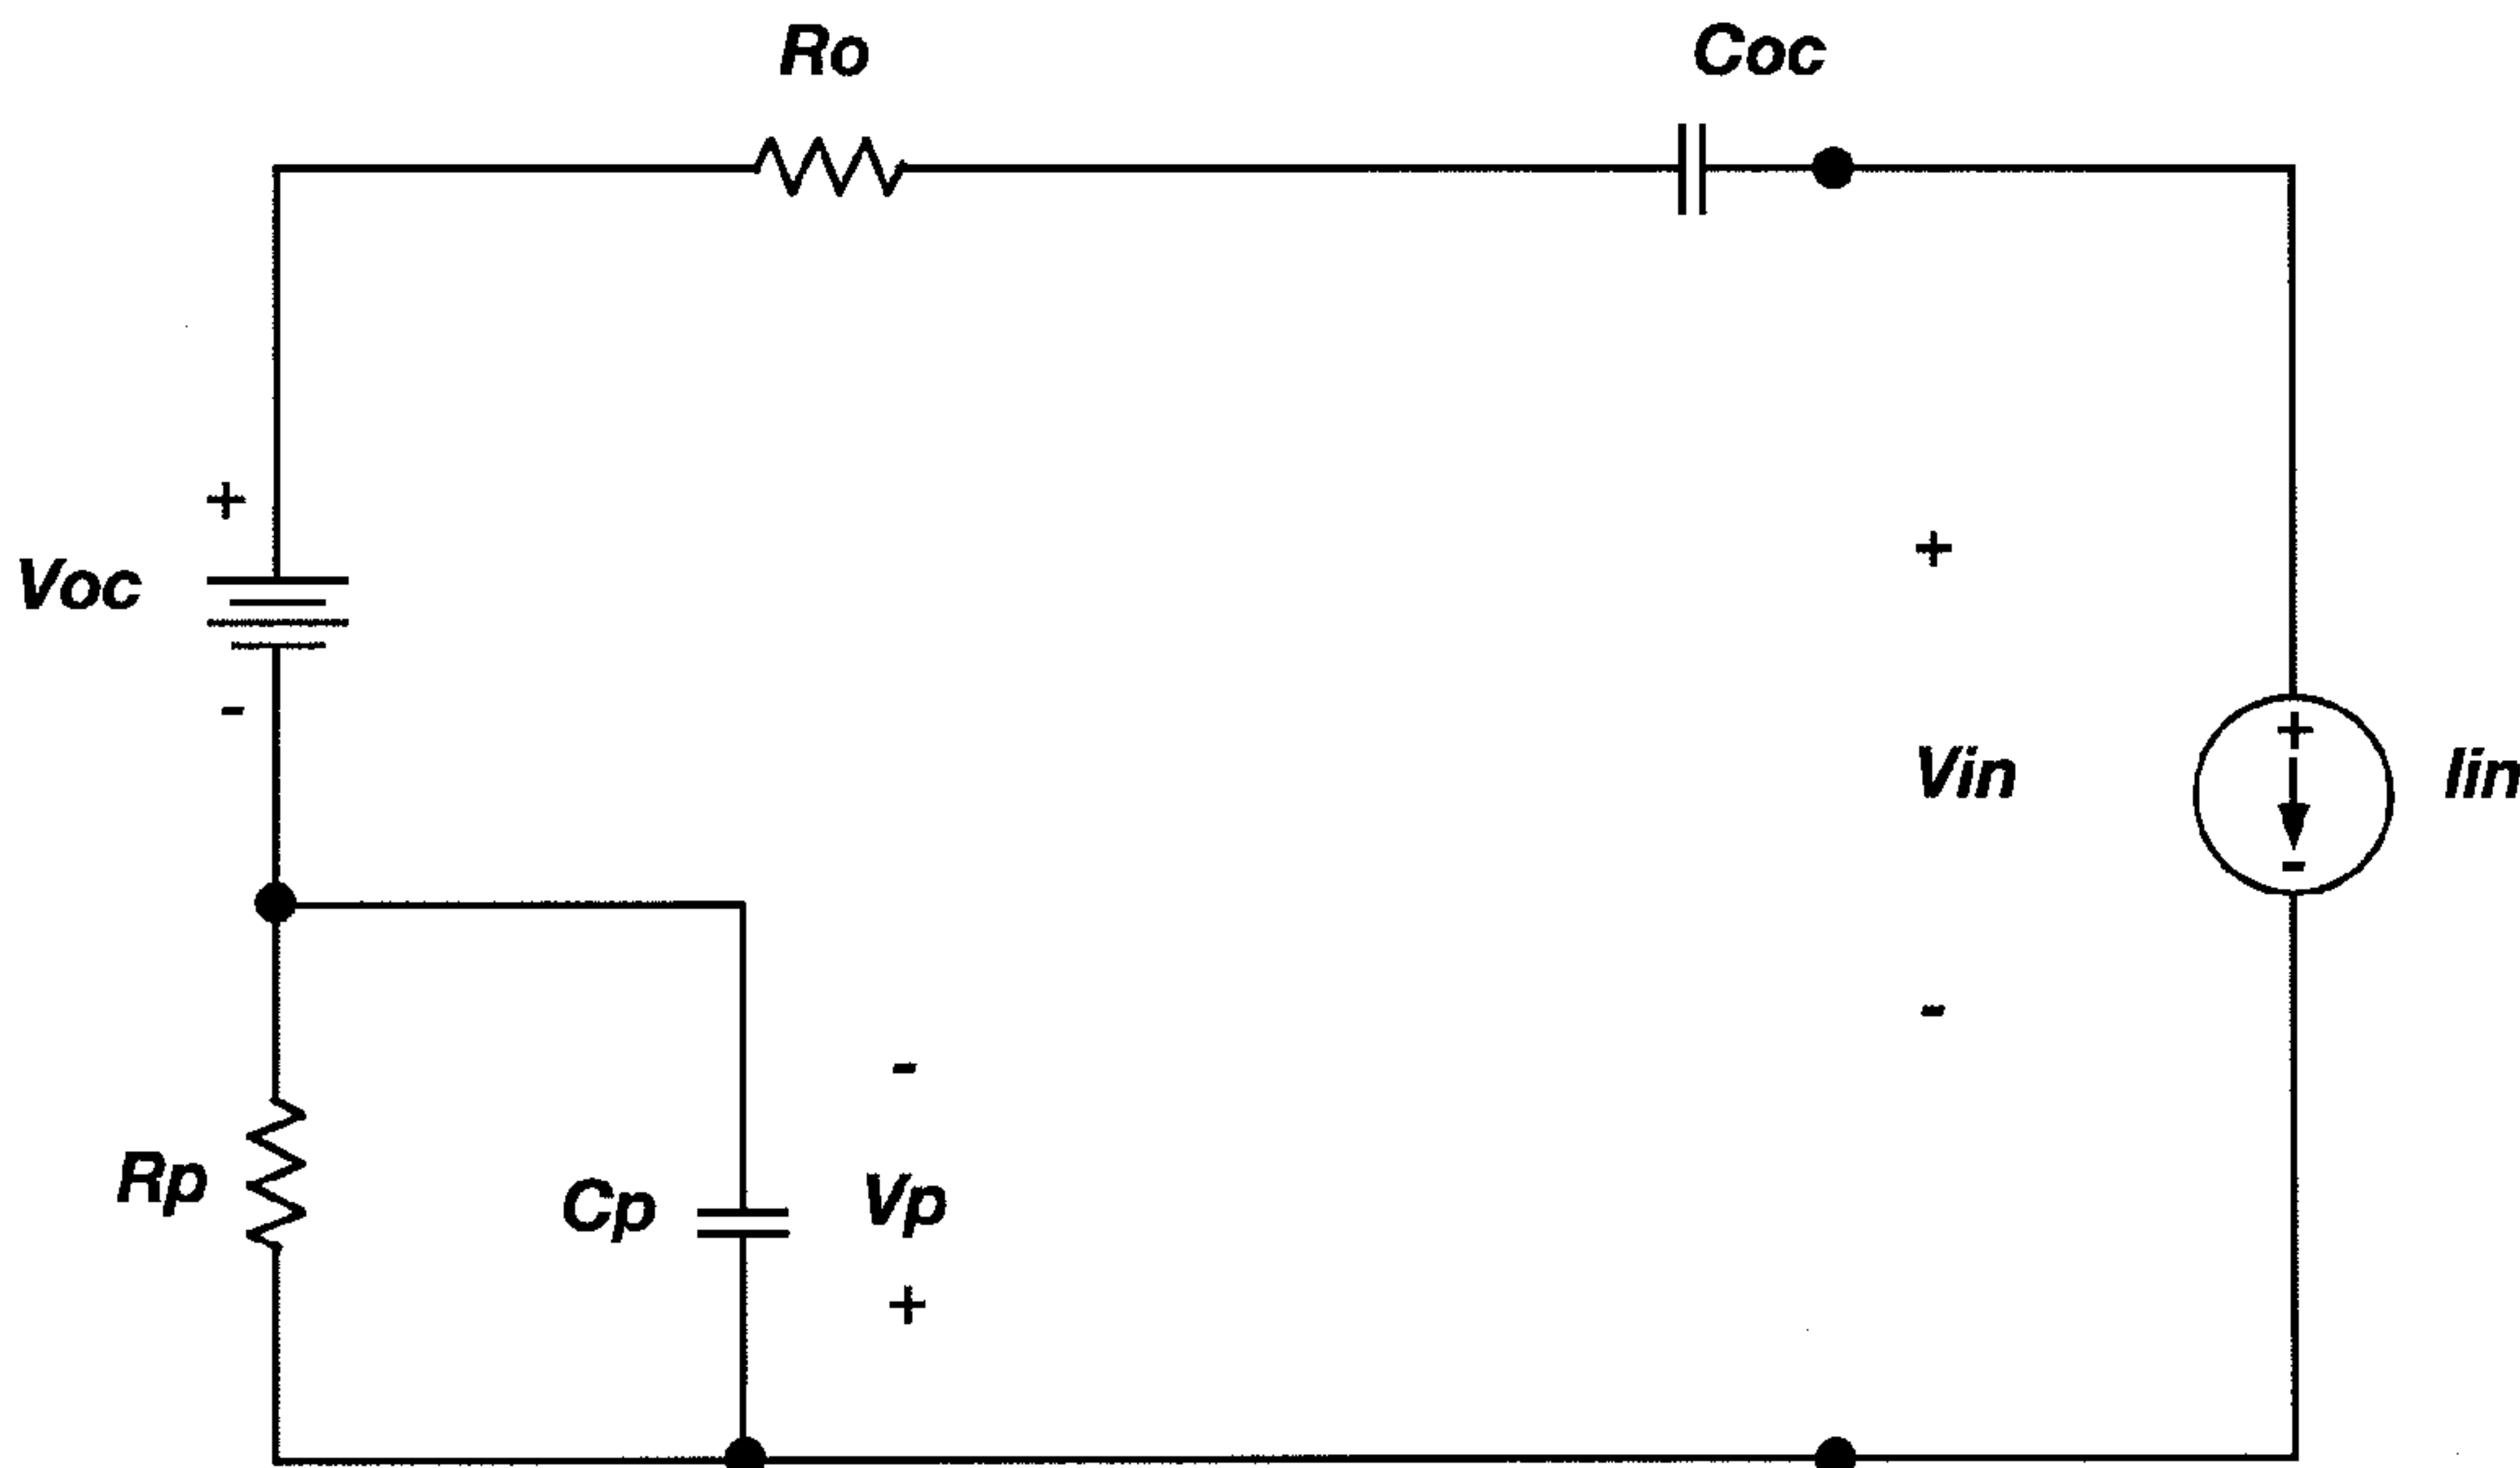 Ro
Coc
+
Voc
-
+
Vin
-
+
-
Iin
Rp
Cp
-
Vp
+